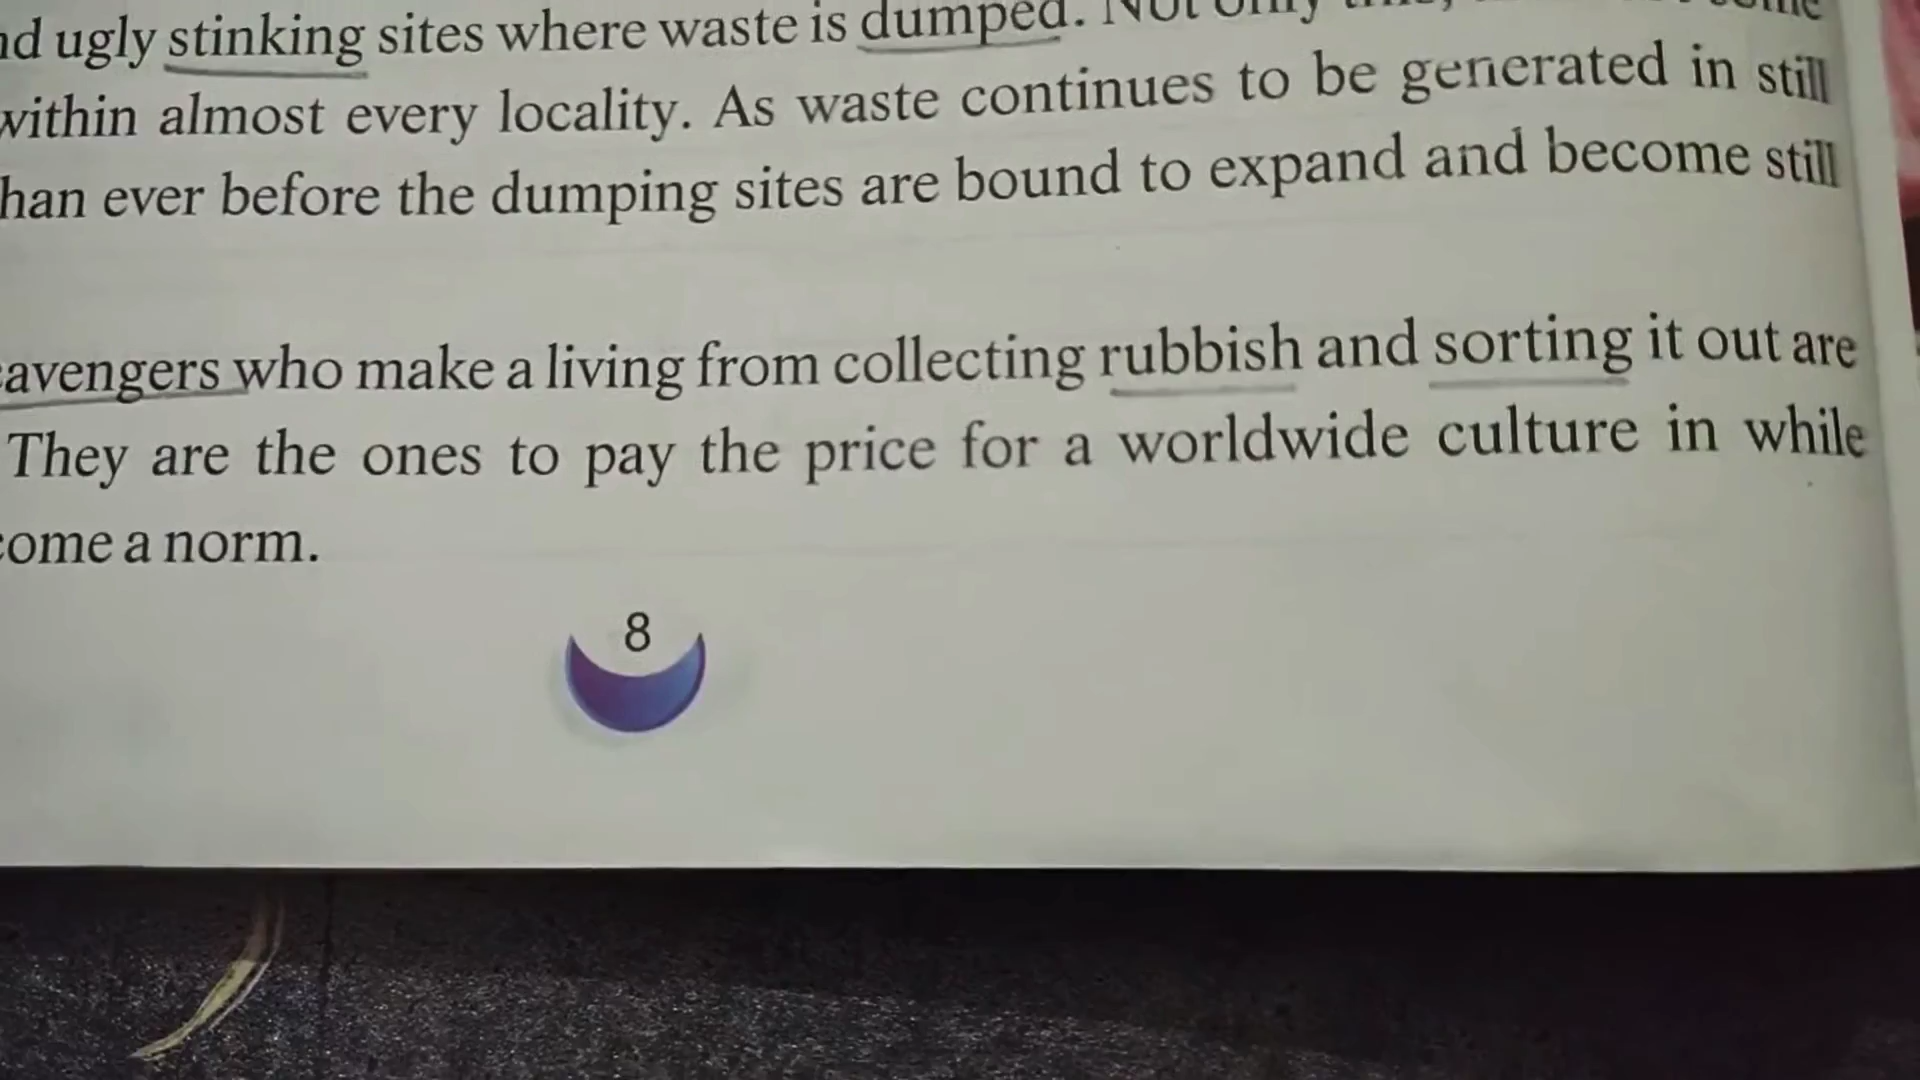 ugly stinking sites where waste is dumped. Not only
within almost every locality. As waste continues to be generated in still
han ever before the dumping sites are bound to expand and become still
avengers who make a living from collecting rubbish and sorting it out are
They are the ones to pay the price for a worldwide culture in while
come a norm.
8